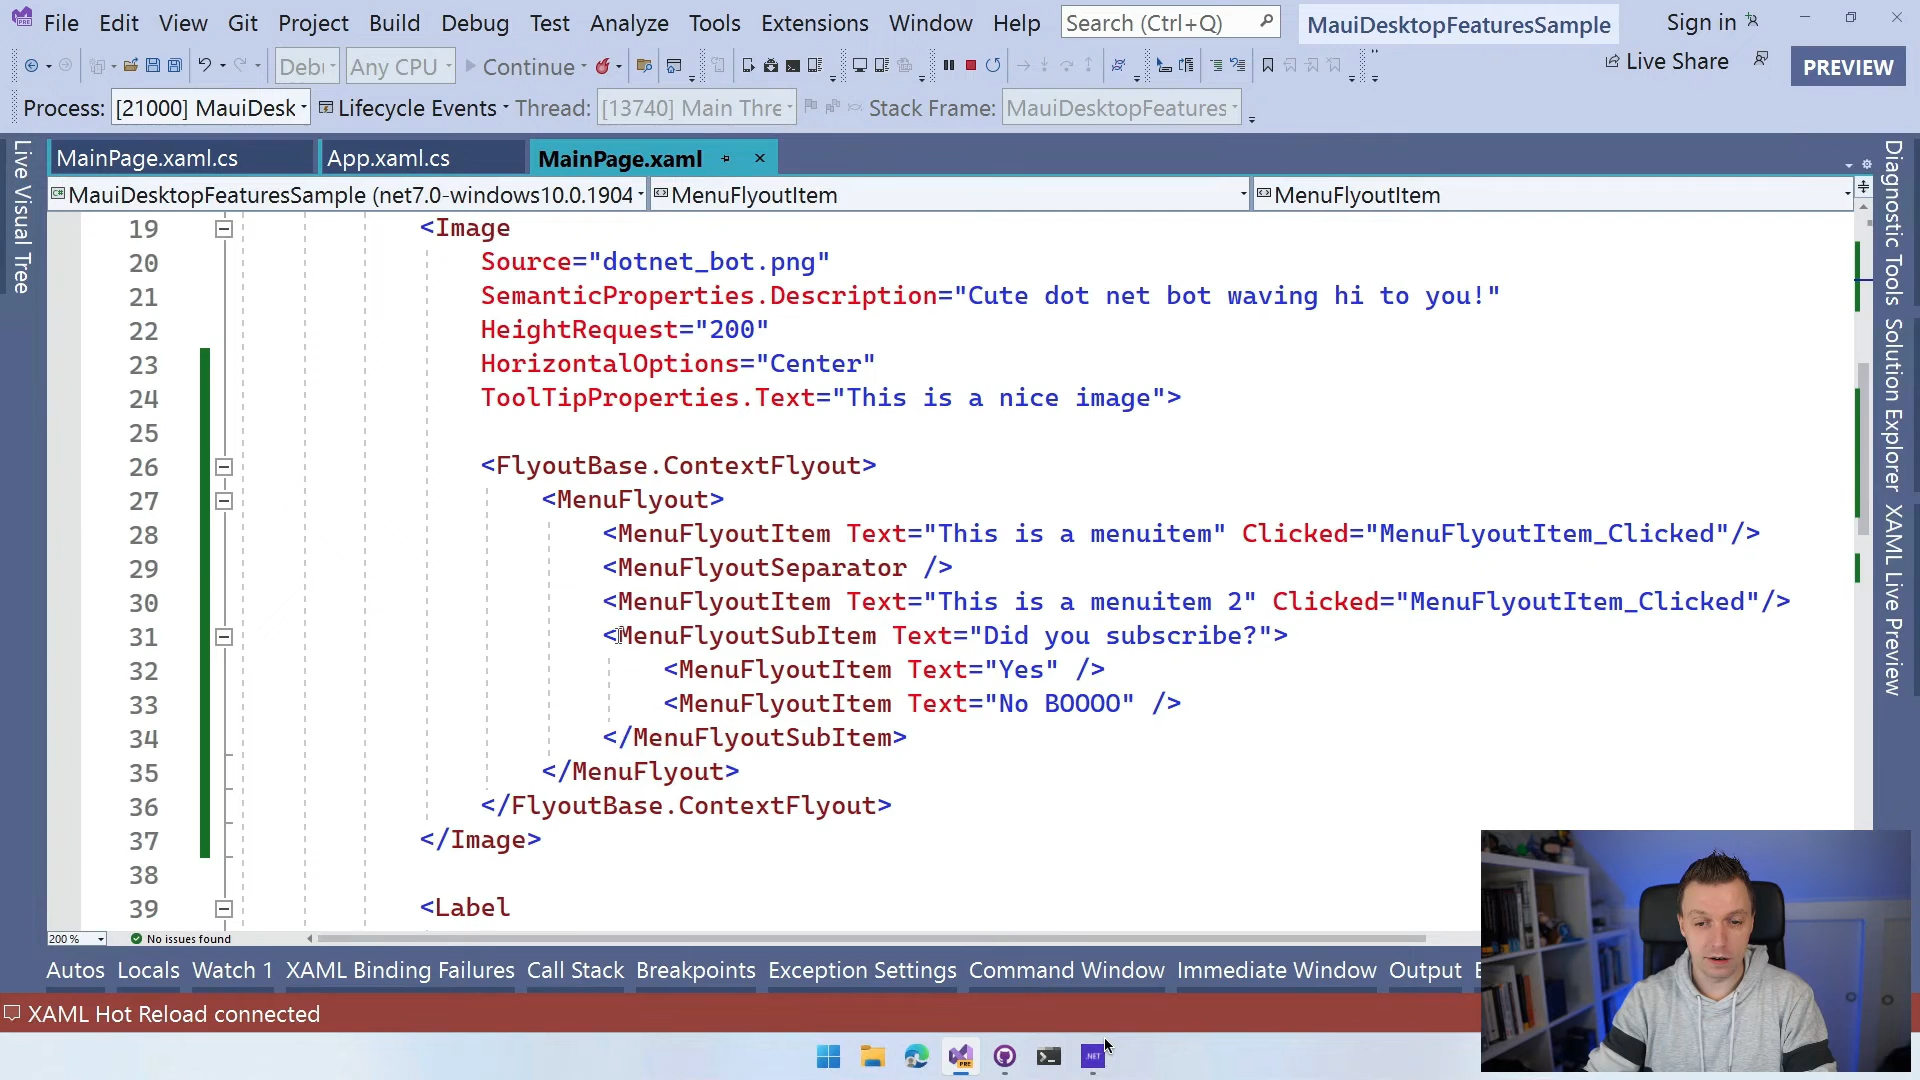 File Edit View Git Project Build Debug Test Analyze Tools Extensions Window Help Search (Ctrl+Q) MauiDesktopFeaturesSample Sign in
Debu Any CPU Continue Live Share PREVIEW
Process: [21000] MauiDesk Lifecycle Events Thread: [13740] Main Thre Stack Frame: MauiDesktopFeatures
MainPage.xaml.cs App.xaml.cs MainPage.xaml
MauiDesktopFeaturesSample (net7.0-windows10.0.1904 MenuFlyoutItem MenuFlyoutItem
Live Visual Tree
19 <Image
20 Source="dotnet_bot.png"
21 SemanticProperties.Description="Cute dot net bot waving hi to you!"
22 HeightRequest="200"
23 HorizontalOptions="Center"
24 ToolTipProperties.Text="This is a nice image">
25
26 <FlyoutBase.ContextFlyout>
27 <MenuFlyout>
28 <MenuFlyoutItem Text="This is a menuitem" Clicked="MenuFlyoutItem_Clicked"/>
29 <MenuFlyoutSeparator />
30 <MenuFlyoutItem Text="This is a menuitem 2" Clicked="MenuFlyoutItem_Clicked"/>
31 <MenuFlyoutSubItem Text="Did you subscribe?">
32 <MenuFlyoutItem Text="Yes" />
33 <MenuFlyoutItem Text="No BOOOO" />
34 </MenuFlyoutSubItem>
35 </MenuFlyout>
36 </FlyoutBase.ContextFlyout>
37 </Image>
38
39 <Label
Diagnostic Tools
Solution Explorer
XAML Live Preview
200 % No issues found
Autos Locals Watch 1 XAML Binding Failures Call Stack Breakpoints Exception Settings Command Window Immediate Window Output
XAML Hot Reload connected
PRE
.NET